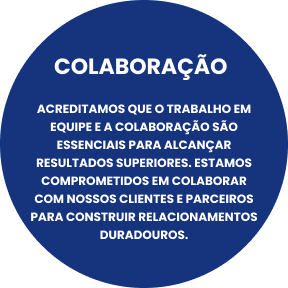 COLABORAÇÃO
ACREDITAMOS QUE O TRABALHO EM
EQUIPE E A COLABORAÇÃO SÃO
ESSENCIAIS PARA ALCANÇAR
RESULTADOS SUPERIORES. ESTAMOS
COMPROMETIDOS EM COLABORAR
COM NOSSOS CLIENTES E PARCEIROS
PARA CONSTRUIR RELACIONAMENTOS
DURADOUROS.